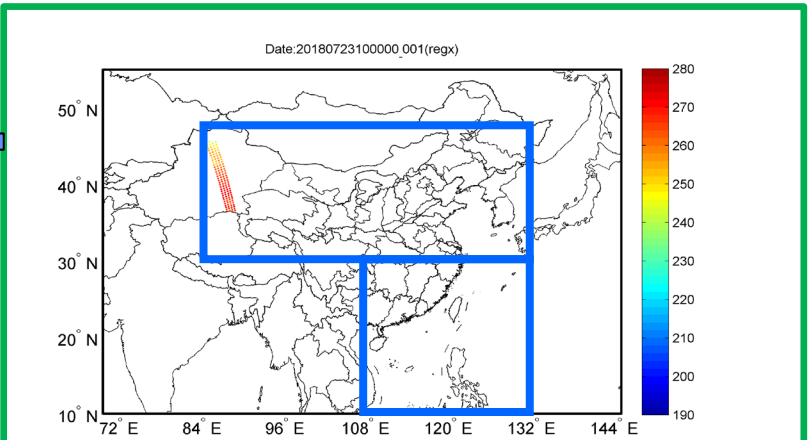 Date:20180723100000_001(regx)
280
270
50° N
260
250
40° N
240
30° N
230
220
20° N
210
200
10° N
190
72° E 84° E 96° E 108° E 120° E 132° E 144° E